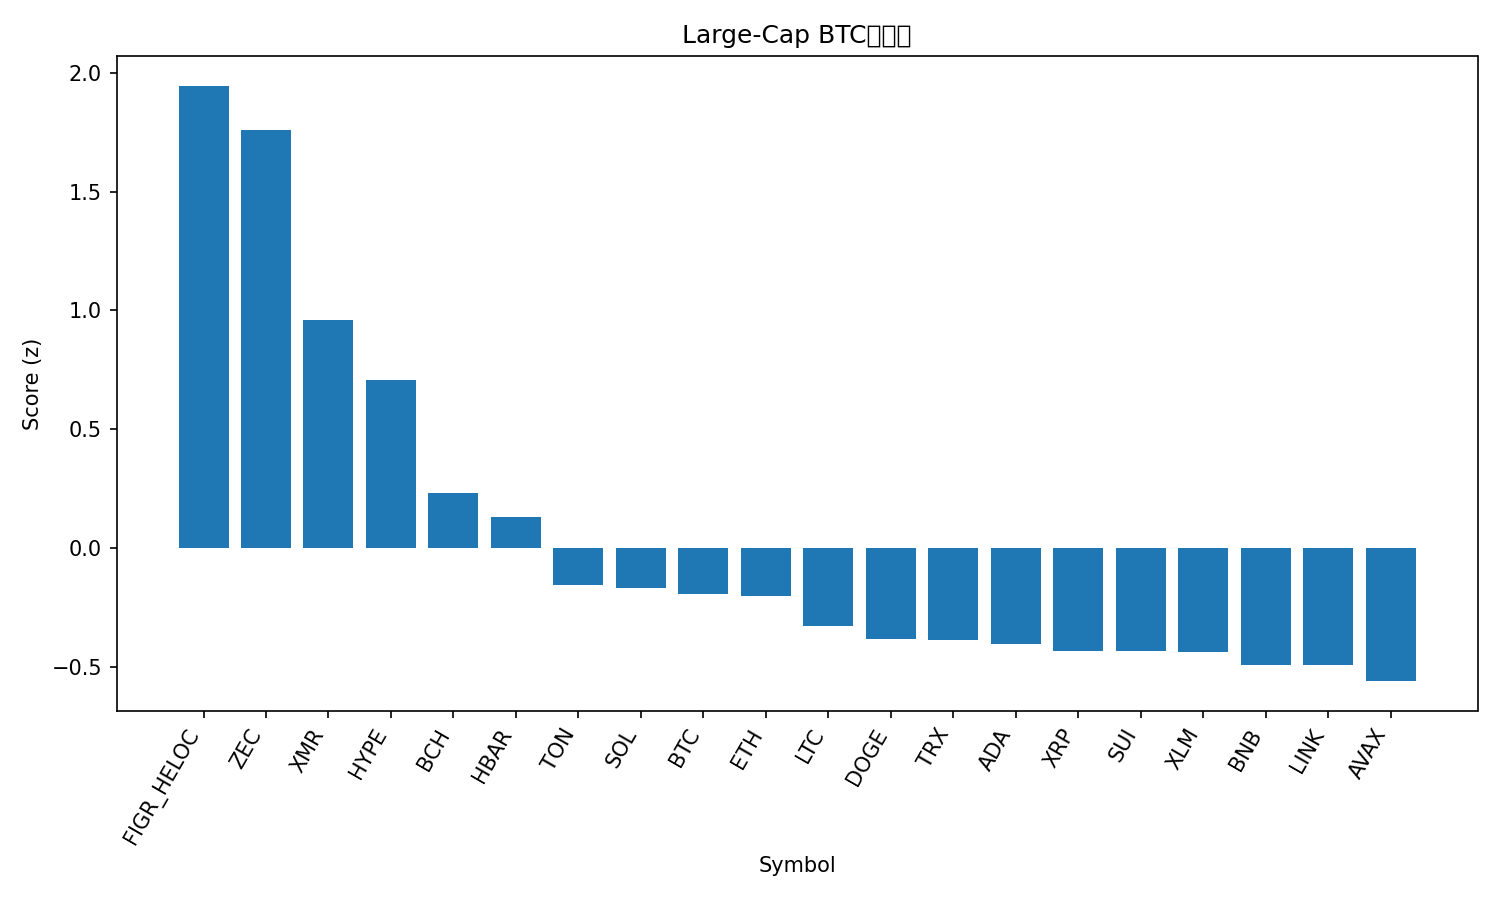 Large-Cap BTC
2.0
1.5
1.0
0.5
0.0
−0.5
Score (z)
FIGR_HELOC
ZEC
XMR
HYPE
BCH
HBAR
TON
SOL
BTC
ETH
LTC
DOGE
TRX
ADA
XRP
SUI
XLM
BNB
LINK
AVAX
Symbol